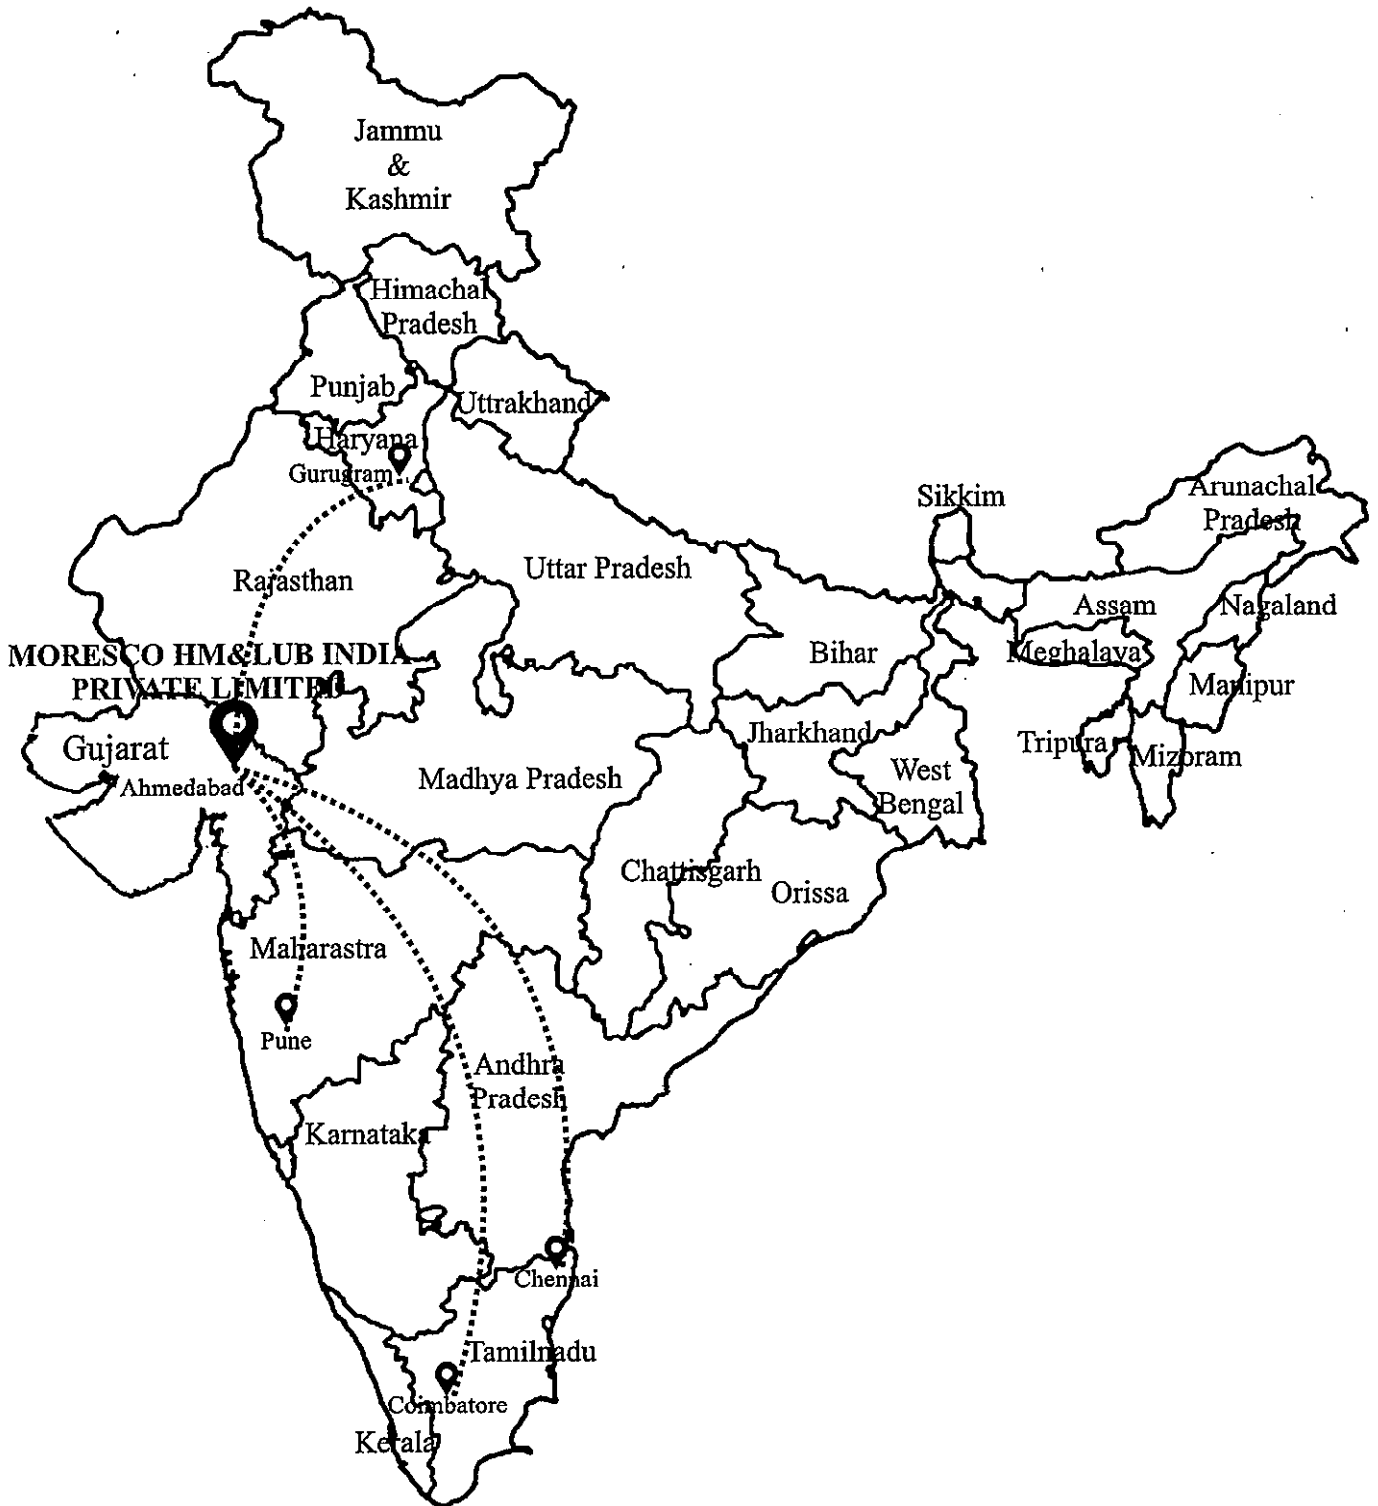 Jammu
&
Kashmir
Himachal
Pradesh
Punjab
Uttrakhand
Haryana
Gurugram
Sikkim
Arunachal
Pradesh
Rajasthan
Uttar Pradesh
Assam
Nagaland
MORESCO HM&LUB INDIA
PRIVATE LIMITED
Bihar
Meghalaya
Manipur
Gujarat
Ahmedabad
Madhya Pradesh
Jharkhand
West
Bengal
Tripura
Mizoram
Chattisgarh
Orissa
Maharastra
Pune
Andhra
Pradesh
Karnataka
Chennai
Tamilnadu
Coimbatore
Kerala